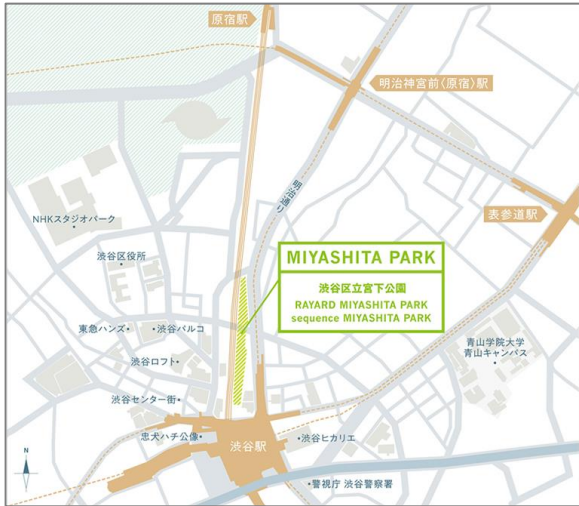 原宿駅
明治神宮前〈原宿〉駅
明治通り
表参道駅
NHKスタジオパーク
渋谷区役所
MIYASHITA PARK
渋谷区立宮下公園
RAYARD MIYASHITA PARK
sequence MIYASHITA PARK
東急ハンズ
渋谷パルコ
渋谷ロフト
青山学院大学
青山キャンパス
渋谷センター街
忠犬ハチ公像
渋谷駅
渋谷ヒカリエ
N
警視庁 渋谷警察署